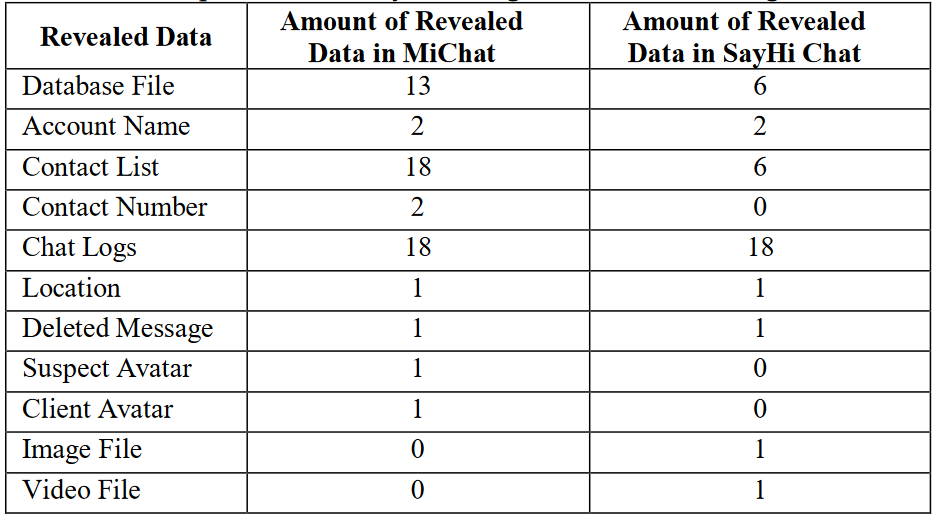 Revealed Data Amount of Revealed Data in MiChat Amount of Revealed Data in SayHi Chat
Database File 13 6
Account Name 2 2
Contact List 18 6
Contact Number 2 0
Chat Logs 18 18
Location 1 1
Deleted Message 1 1
Suspect Avatar 1 0
Client Avatar 1 0
Image File 0 1
Video File 0 1